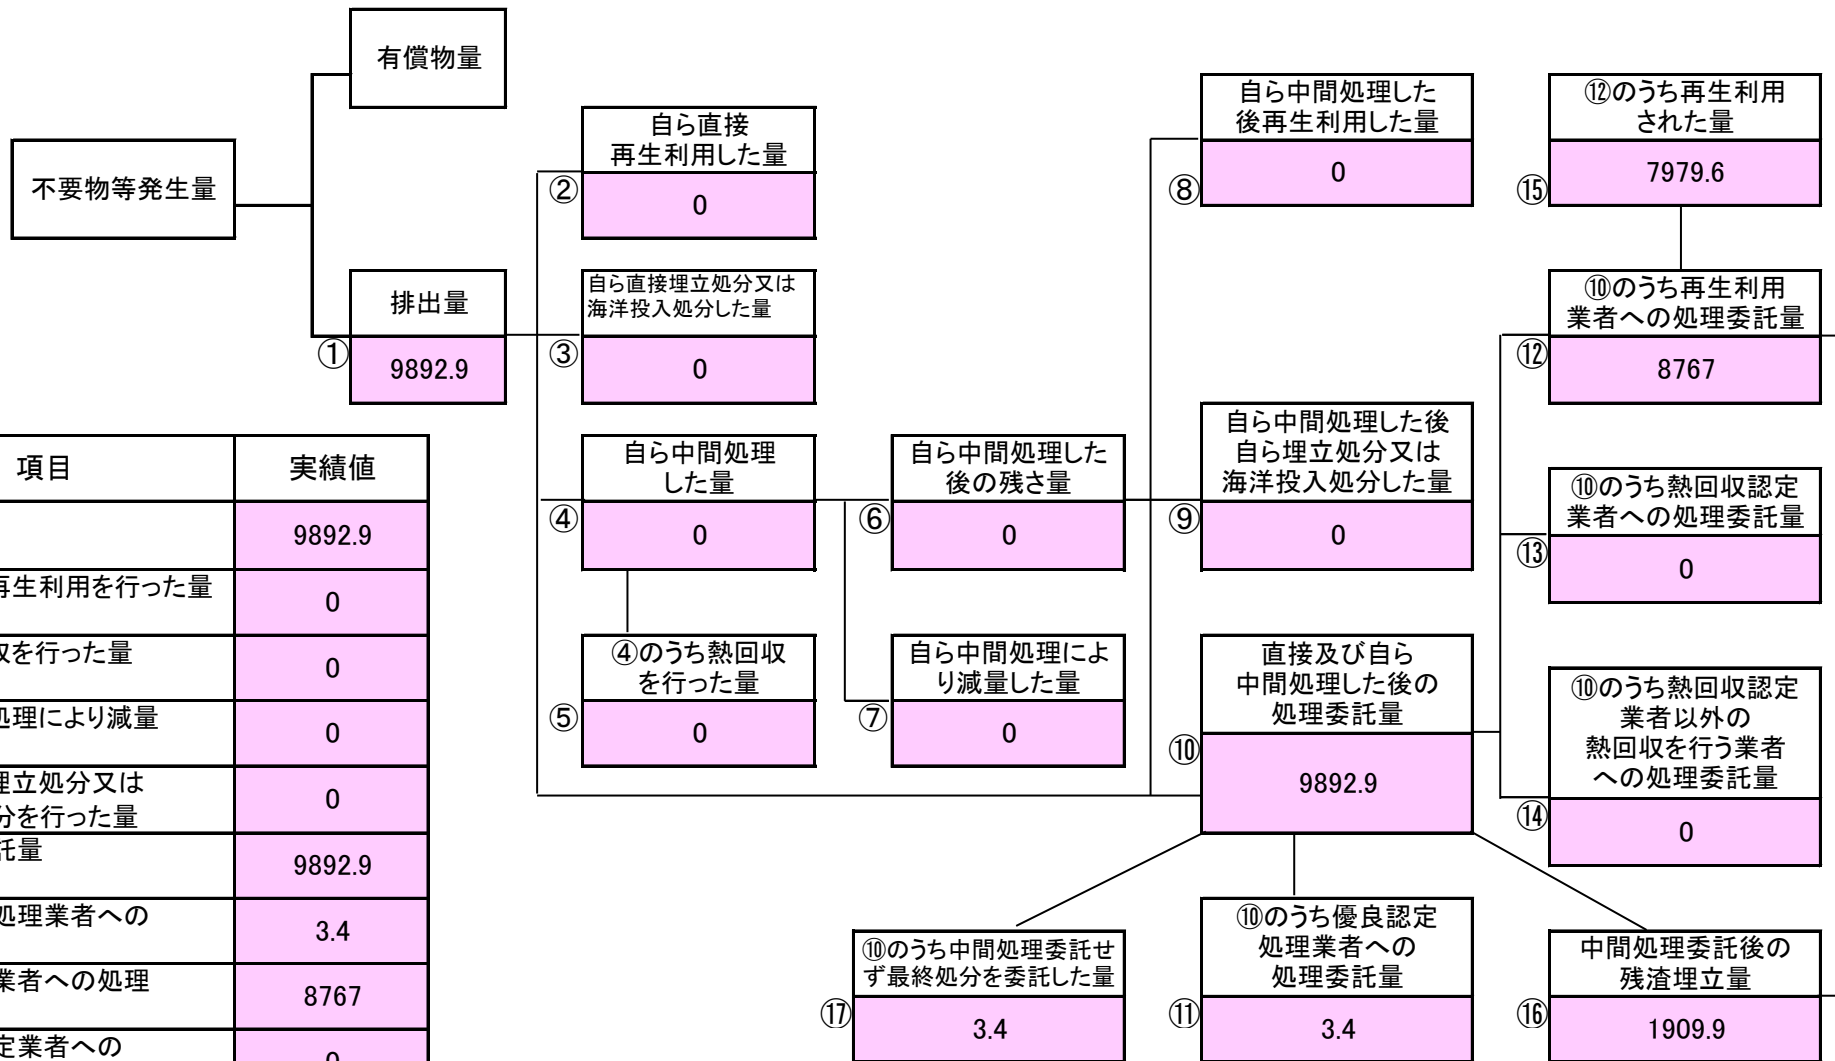 有償物量
不要物等発生量
排出量
①
9892.9
自ら直接
再生利用した量
②
0
自ら直接埋立処分又は
海洋投入処分した量
③
0
自ら中間処理
した量
④
0
④のうち熱回収
を行った量
⑤
0
自ら中間処理した
後の残さ量
⑥
0
自ら中間処理によ
り減量した量
⑦
0
自ら中間処理した
後再生利用した量
⑧
0
自ら中間処理した後
自ら埋立処分又は
海洋投入処分した量
⑨
0
直接及び自ら
中間処理した後の
処理委託量
⑩
9892.9
⑫のうち再生利用
された量
⑮
7979.6
⑩のうち再生利用
業者への処理委託量
⑫
8767
⑩のうち熱回収認定
業者への処理委託量
⑬
0
⑩のうち熱回収認定
業者以外の
熱回収を行う業者
への処理委託量
⑭
0
⑩のうち中間処理委託せ
ず最終処分を委託した量
⑰
3.4
⑩のうち優良認定
処理業者への
処理委託量
⑪
3.4
中間処理委託後の
残渣埋立量
⑯
1909.9
項目 実績値
9892.9
再生利用を行った量
0
を行った量
0
処理により減量
0
埋立処分又は
分を行った量
0
託量
9892.9
処理業者への
3.4
業者への処理
8767
定業者への
0